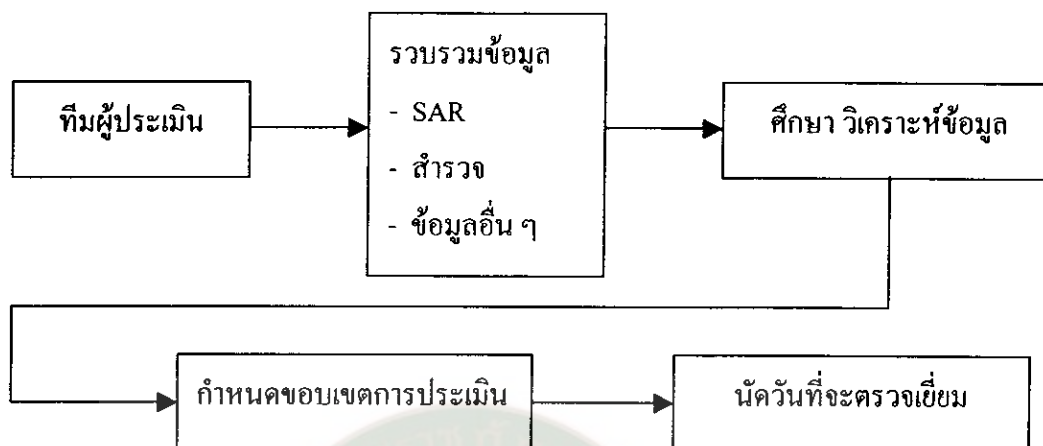 ทีมผู้ประเมิน
รวบรวมข้อมูล
- SAR
- สำรวจ
- ข้อมูลอื่น ๆ
ศึกษา วิเคราะห์ข้อมูล
กำหนดขอบเขตการประเมิน
นัดวันที่จะตรวจเยี่ยม